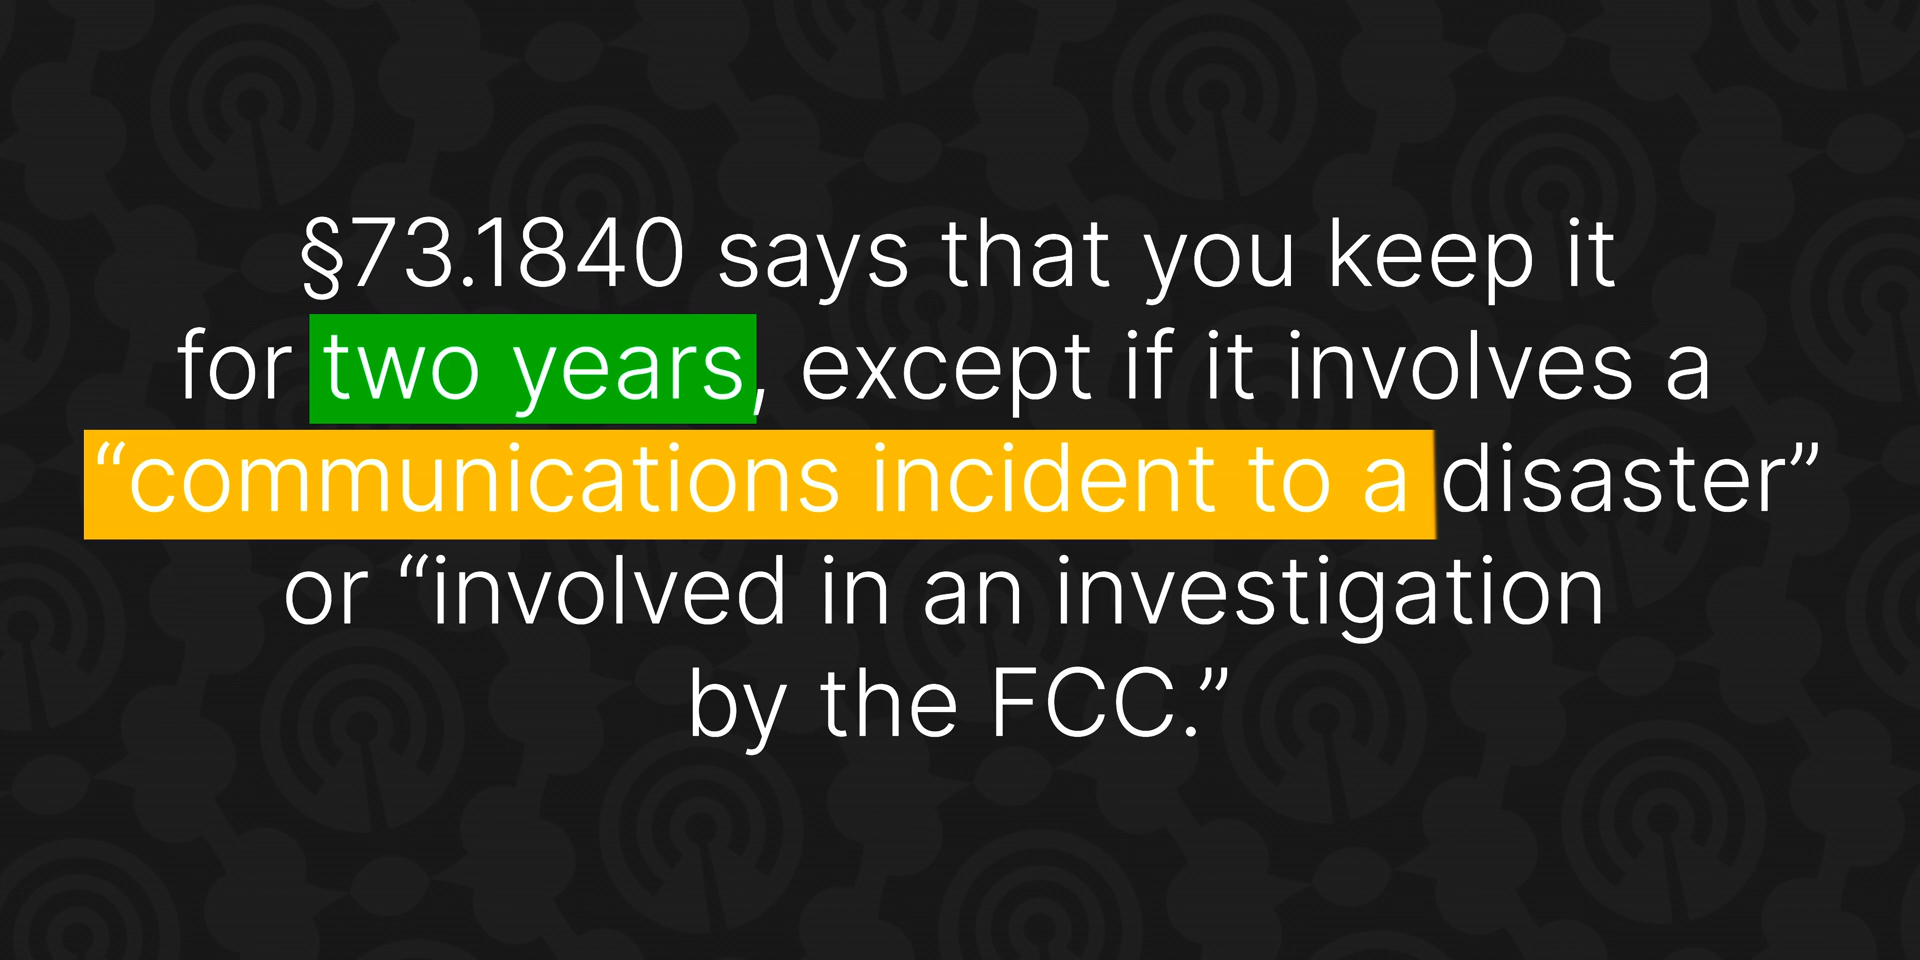 §73.1840 says that you keep it
for two years, except if it involves a
“communications incident to a disaster”
or “involved in an investigation
by the FCC.”